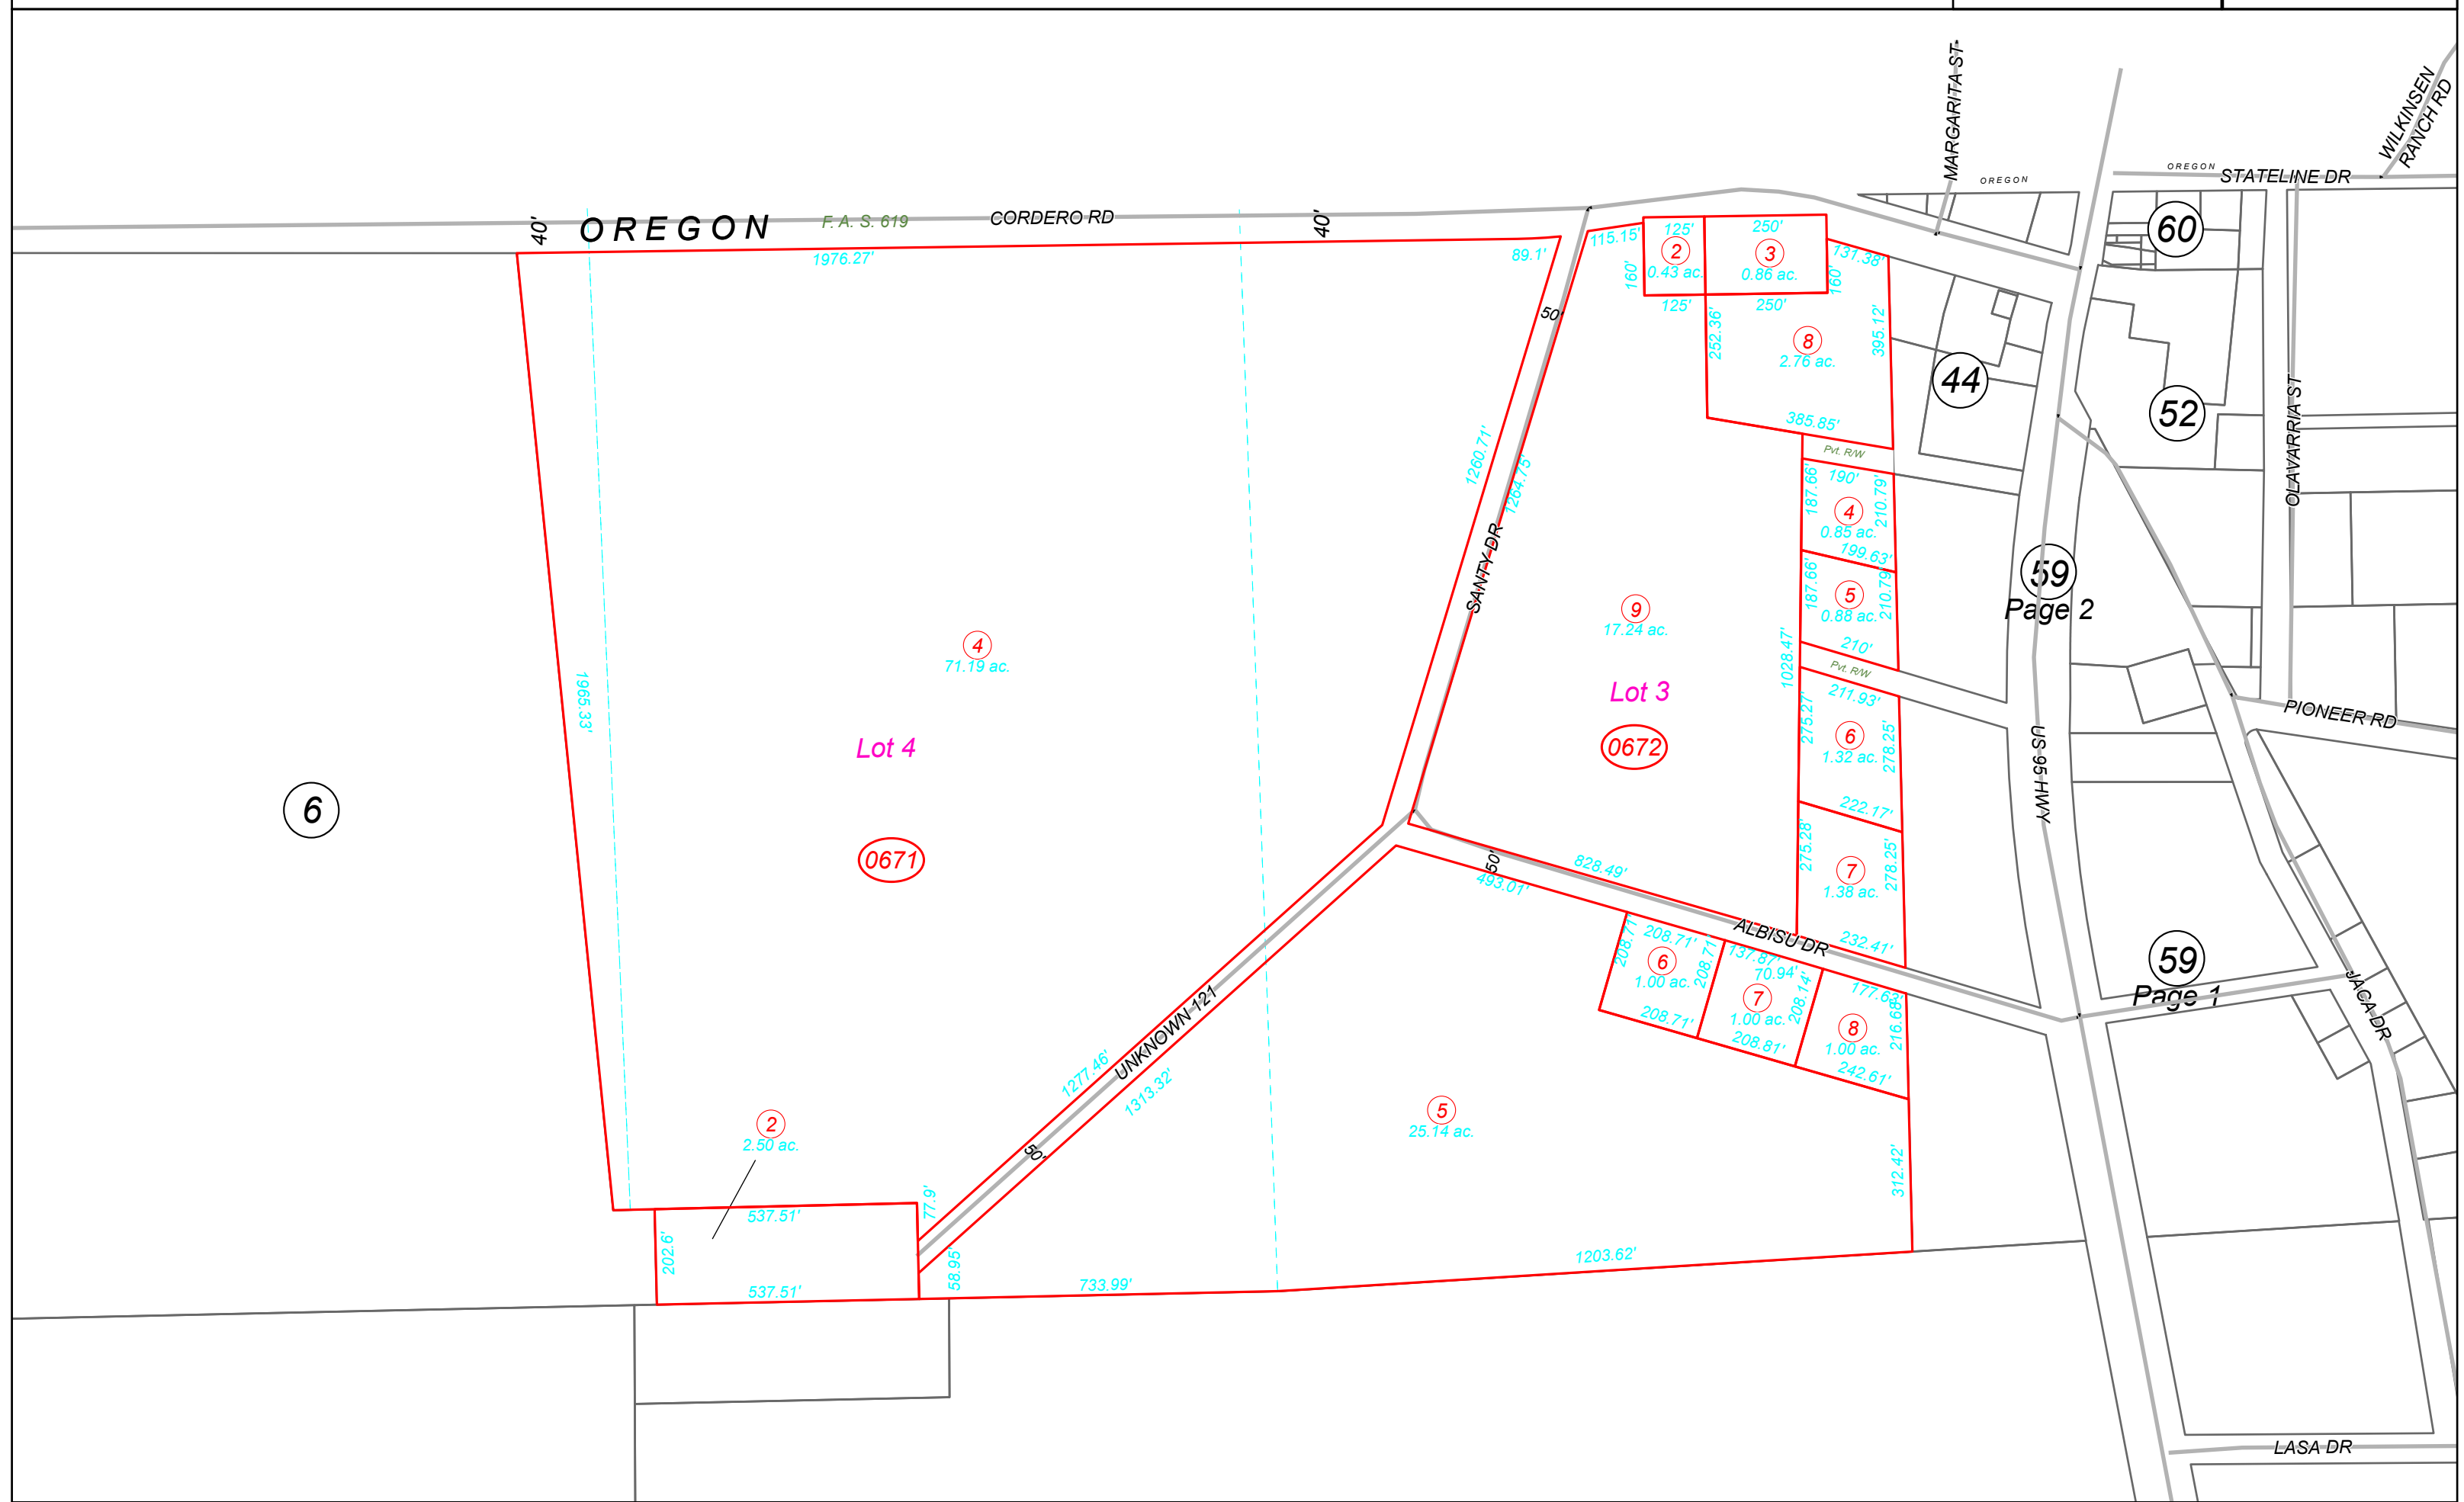 MARGARITA ST
WILKINSEN
RANCH RD
OREGON
OREGON
STATELINE DR
40'
OREGON
F. A. S. 619
CORDERO RD
40'
60
1976.27'
89.1'
115.15'
125'
2
0.43 ac.
160'
125'
250'
3
0.86 ac.
160'
250'
131.38'
50'
252.36'
8
2.76 ac.
395.12'
385.85'
44
52
OLAVARRIA ST
Pvt. R/W
1260.71'
1264.75'
SANTY DR
187.66'
190'
210.79'
4
0.85 ac.
199.63'
187.66'
5
0.88 ac.
210.79'
210'
Pvt. R/W
59
Page 2
9
17.24 ac.
1028.47'
Lot 3
0672
4
71.19 ac.
1965.33'
Lot 4
0671
6
211.93'
275.27'
6
1.32 ac.
278.25'
222.17'
275.28'
7
1.38 ac.
278.25'
232.41'
US 95 HWY
PIONEER RD
50'
828.49'
493.01'
ALBISU DR
208.71'
208.71'
208.71'
6
1.00 ac.
208.71'
137.87'
70.94'
7
1.00 ac.
208.14'
208.81'
177.63'
8
1.00 ac.
216.68'
242.61'
59
Page 1
JACA DR
UNKNOWN 121
1277.46'
1313.32'
50'
5
25.14 ac.
312.42'
2
2.50 ac.
537.51'
77.9'
202.6'
58.95'
537.51'
733.99'
1203.62'
LASA DR